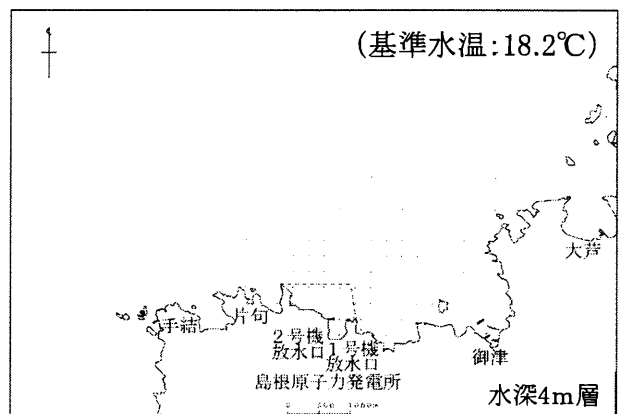 (基準水温:18.2℃)
大芦
手結
片句
2号機
放水口
1号機
放水口
御津
島根原子力発電所
水深4m層